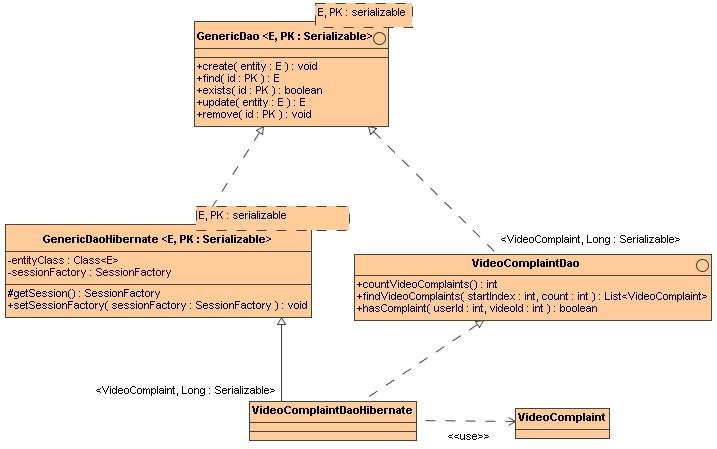 E, PK : serializable
GenericDao <E, PK : Serializable>
+create( entity : E ) : void
+find( id : PK ) : E
+exists( id : PK ) : boolean
+update( entity : E ) : E
+remove( id : PK ) : void
E, PK : serializable
GenericDaoHibernate <E, PK : Serializable>
-entityClass : Class<E>
-sessionFactory : SessionFactory
#getSession() : SessionFactory
+setSessionFactory( sessionFactory : SessionFactory ) : void
<VideoComplaint, Long : Serializable>
VideoComplaintDao
+countVideoComplaints() : int
+findVideoComplaints( startIndex : int, count : int ) : List<VideoComplaint>
+hasComplaint( userId : int, videoId : int ) : boolean
<VideoComplaint, Long : Serializable>
VideoComplaintDaoHibernate
<<use>>
VideoComplaint